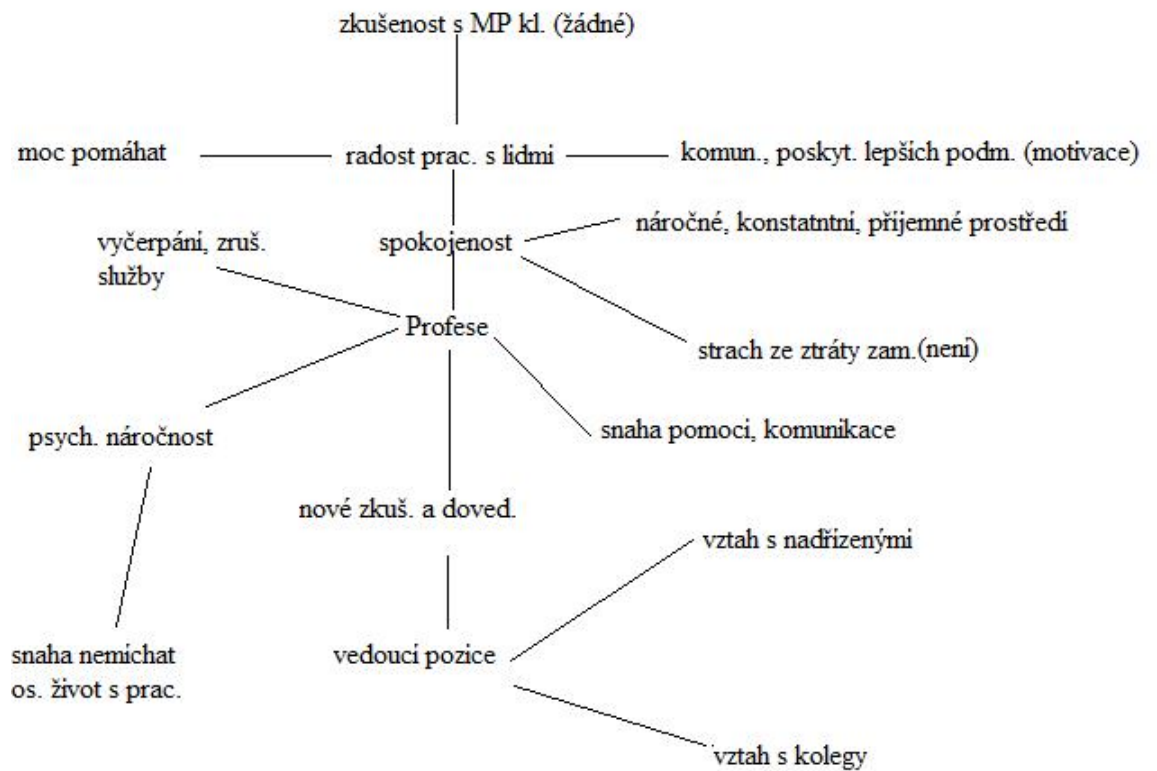 zkušenost s MP kl. (žádné)
moc pomáhat
radost prac. s lidmi
komun., poskyt. lepších podm. (motivace)
náročné, konstatntní, příjemné prostředí
vyčerpání, zruš.
služby
spokojenost
Profese
strach ze ztráty zam.(není)
psych. náročnost
snaha pomoci, komunikace
nové zkuš. a doved.
vztah s nadřízenými
snaha nemíchat
os. život s prac.
vedoucí pozice
vztah s kolegy